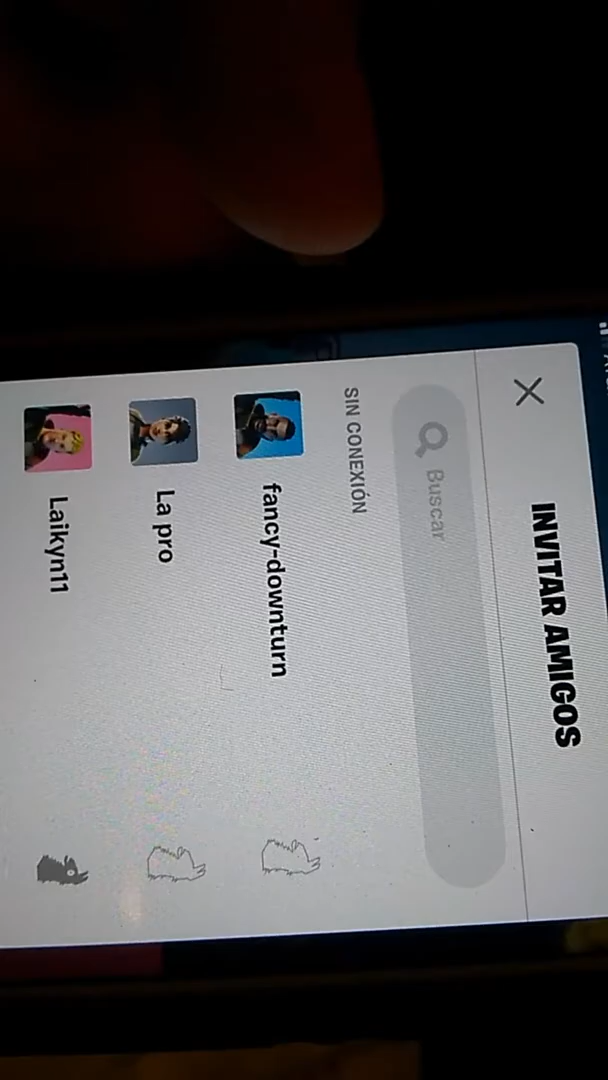 INVITAR AMIGOS
Buscar
SIN CONEXIÓN
fancy-downturn
La pro
Laikyn11